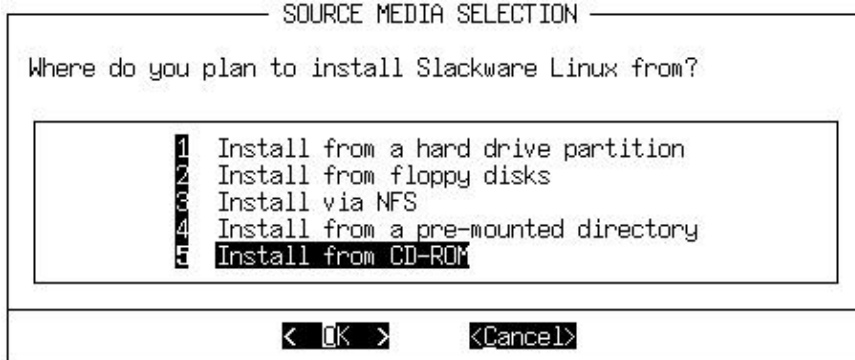 SOURCE MEDIA SELECTION
Where do you plan to install Slackware Linux from?
1 Install from a hard drive partition
2 Install from floppy disks
3 Install via NFS
4 Install from a pre-mounted directory
5 Install from CD-ROM
< OK > <Cancel>